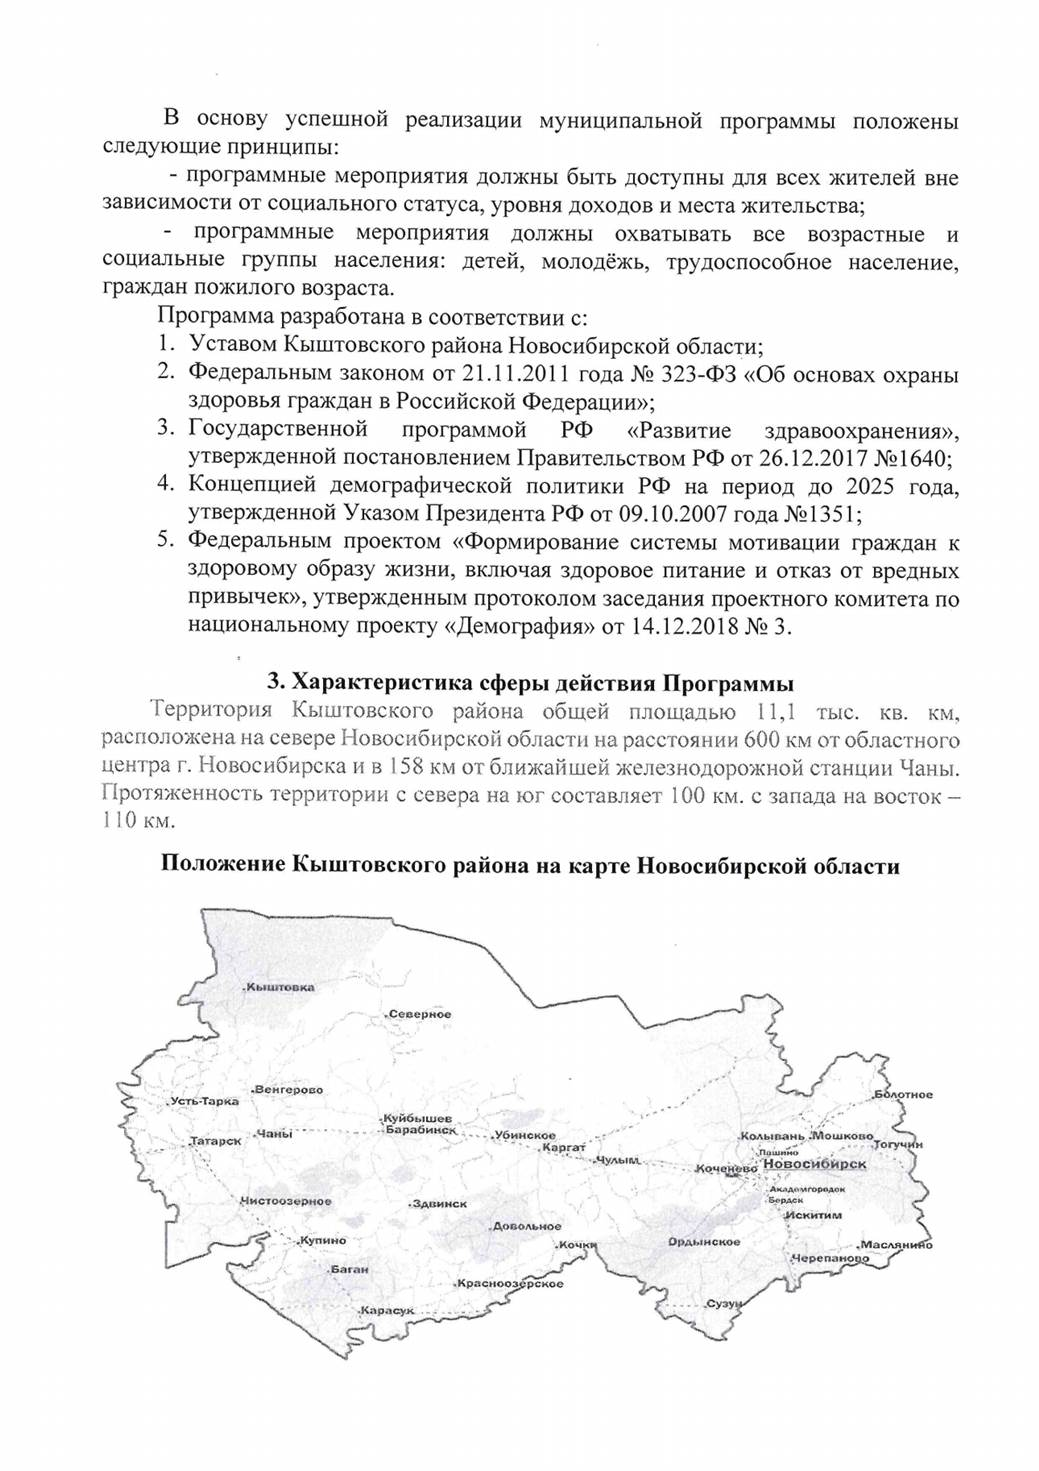 В основу успешной реализации муниципальной программы положены
следующие принципы:
- программные мероприятия должны быть доступны для всех жителей вне
зависимости от социального статуса, уровня доходов и места жительства;
- программные мероприятия должны охватывать все возрастные и
социальные группы населения: детей, молодёжь, трудоспособное население,
граждан пожилого возраста.
Программа разработана в соответствии с:
1. Уставом Кыштовского района Новосибирской области;
2. Федеральным законом от 21.11.2011 года № 323-ФЗ «Об основах охраны
здоровья граждан в Российской Федерации»;
3. Государственной программой РФ «Развитие здравоохранения»,
утвержденной постановлением Правительством РФ от 26.12.2017 №1640;
4. Концепцией демографической политики РФ на период до 2025 года,
утвержденной Указом Президента РФ от 09.10.2007 года №1351;
5. Федеральным проектом «Формирование системы мотивации граждан к
здоровому образу жизни, включая здоровое питание и отказ от вредных
привычек», утвержденным протоколом заседания проектного комитета по
национальному проекту «Демография» от 14.12.2018 № 3.
3. Характеристика сферы действия Программы
Территория Кыштовского района общей площадью 11,1 тыс. кв. км,
расположена на севере Новосибирской области на расстоянии 600 км от областного
центра г. Новосибирска и в 158 км от ближайшей железнодорожной станции Чаны.
Протяженность территории с севера на юг составляет 100 км. с запада на восток –
110 км.
Положение Кыштовского района на карте Новосибирской области
Кыштовка
Северное
Венгерово
Усть-Тарка
Болотное
Куйбышев
Чаны
Барабинск
Убинское
Татарск
Каргат
Колывань
Мошково
Тогучин
Пашино
Чулым
Коченево
Новосибирск
Академгородок
Бердск
Чистоозерное
Здвинск
Искитим
Довольное
Купино
Кочки
Ордынское
Маслянино
Черепаново
Баган
Краснозерское
Карасук
Сузун